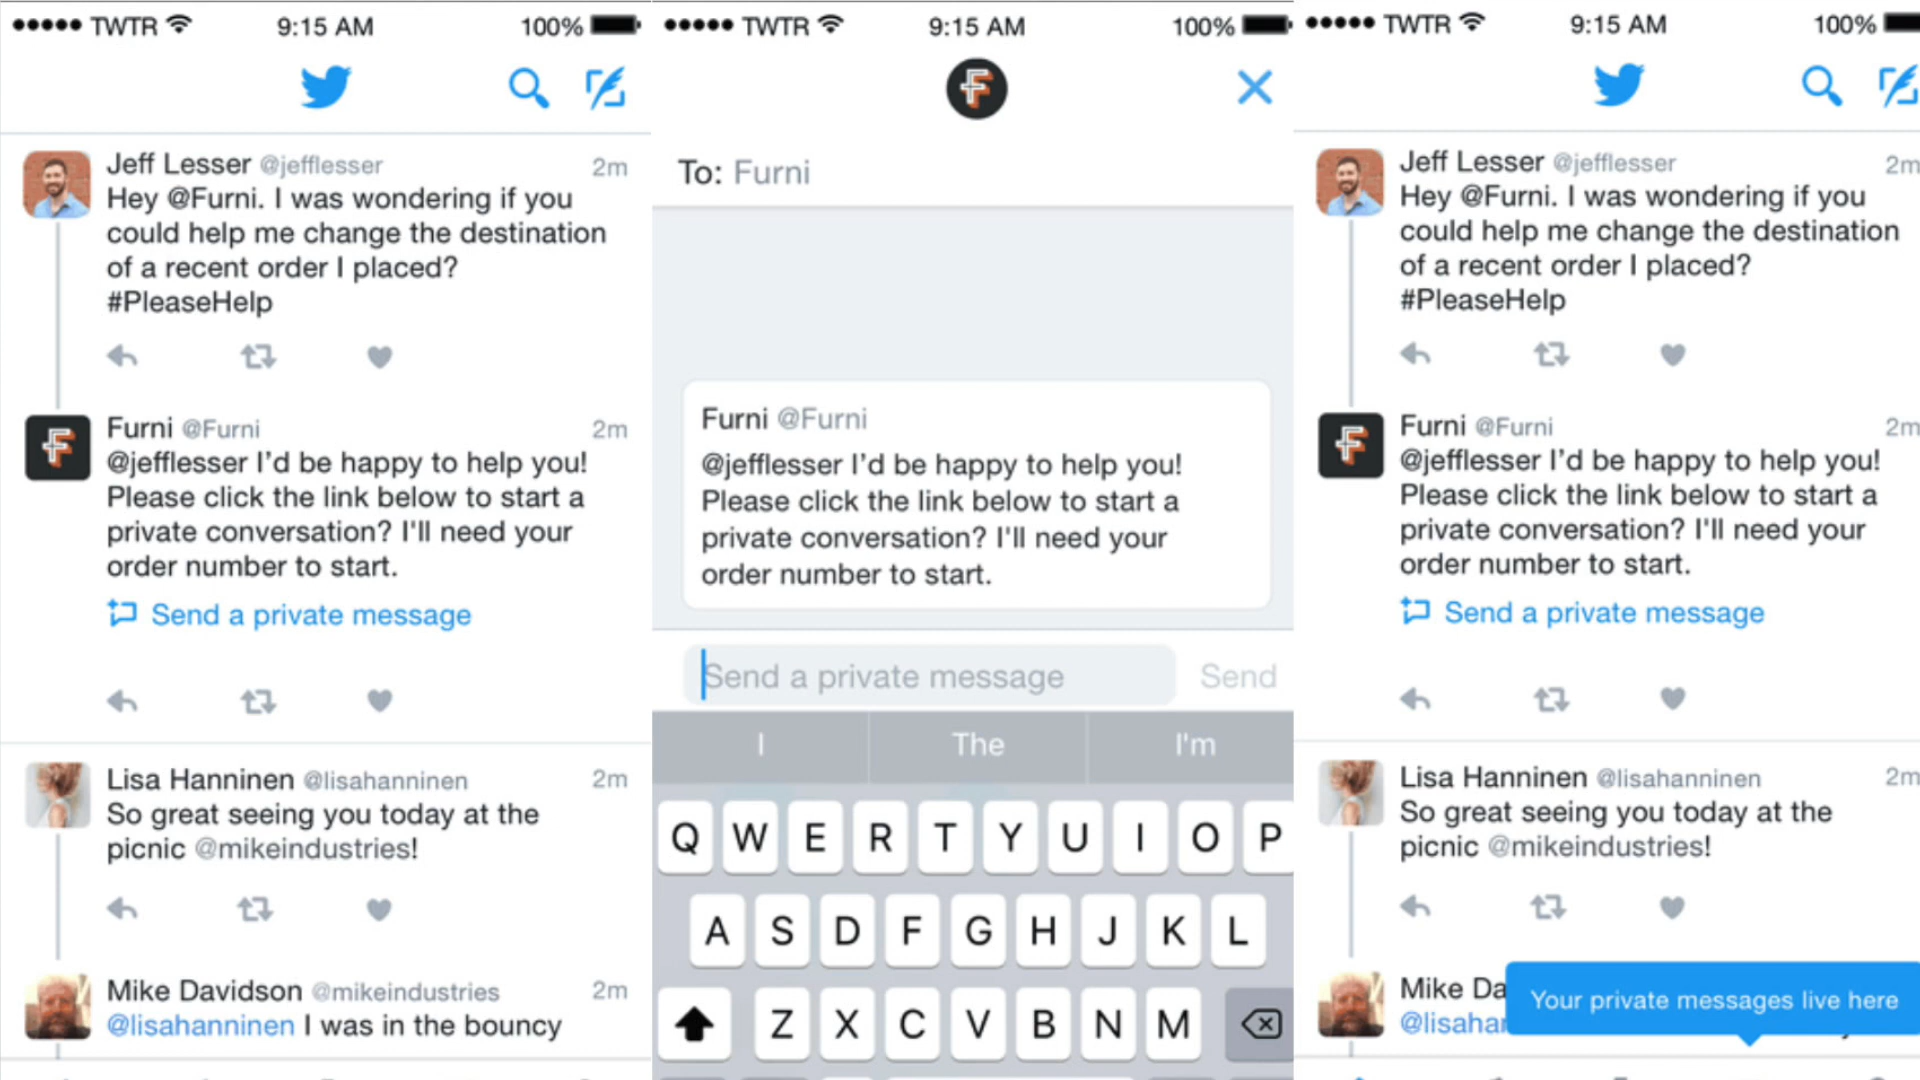 TWTR 9:15 AM 100%
Jeff Lesser @jefflesser 2m
Hey @Furni. I was wondering if you
could help me change the destination
of a recent order I placed?
#PleaseHelp
F
Furni @Furni 2m
@jefflesser I'd be happy to help you!
Please click the link below to start a
private conversation? I'll need your
order number to start.
Send a private message
Lisa Hanninen @lisahanninen 2m
So great seeing you today at the
picnic @mikeindustries!
Mike Davidson @mikeindustries 2m
@lisahanninen I was in the bouncy
TWTR 9:15 AM 100%
F
To: Furni
Furni @Furni
@jefflesser I'd be happy to help you!
Please click the link below to start a
private conversation? I'll need your
order number to start.
Send a private message Send
I The I'm
Q W E R T Y U I O P
A S D F G H J K L
Z X C V B N M
TWTR 9:15 AM 100%
Jeff Lesser @jefflesser 2m
Hey @Furni. I was wondering if you
could help me change the destination
of a recent order I placed?
#PleaseHelp
F
Furni @Furni 2m
@jefflesser I'd be happy to help you!
Please click the link below to start a
private conversation? I'll need your
order number to start.
Send a private message
Lisa Hanninen @lisahanninen 2m
So great seeing you today at the
picnic @mikeindustries!
Mike Da
@lisahar
Your private messages live here